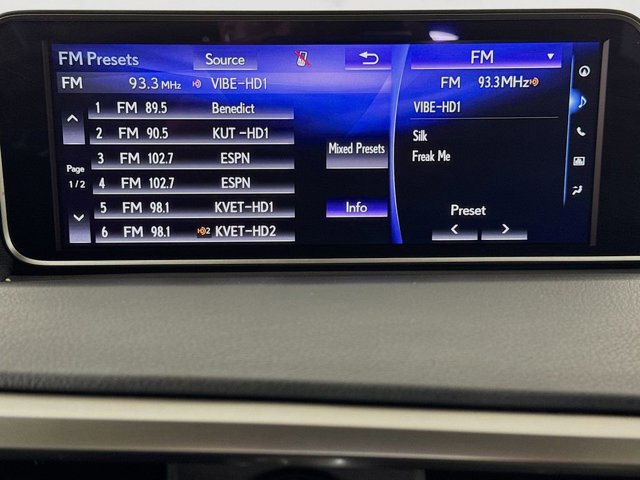 FM Presets Source FM
FM 93.3 MHz VIBE-HD1 FM 93.3MHz
VIBE-HD1
1 FM 89.5 Benedict
2 FM 90.5 KUT -HD1 Silk
3 FM 102.7 ESPN Mixed Presets Freak Me
Page
1/2
4 FM 102.7 ESPN
5 FM 98.1 KVET-HD1 Info Preset
6 FM 98.1 2 KVET-HD2 < >